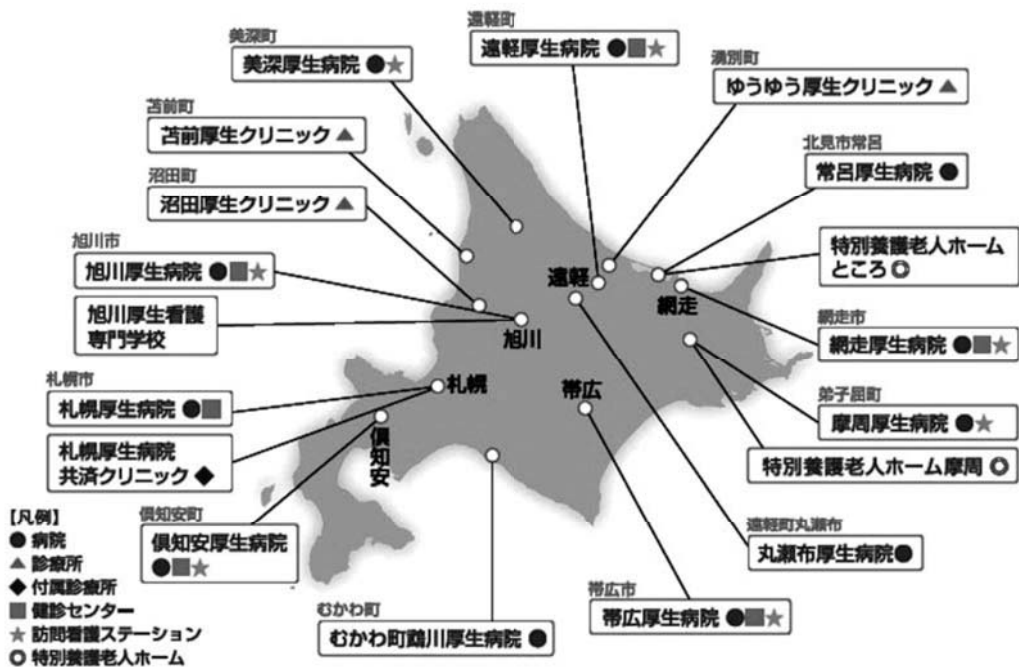 美深町
美深厚生病院 ●★
遠軽町
遠軽厚生病院 ●■★
湧別町
ゆうゆう厚生クリニック ▲
苫前町
苫前厚生クリニック ▲
北見市常呂
常呂厚生病院 ●
沼田町
沼田厚生クリニック ▲
特別養護老人ホーム
ところ ○
旭川市
旭川厚生病院 ●■★
旭川厚生看護
専門学校
遠軽
網走
旭川
網走市
網走厚生病院 ●■★
札幌市
札幌厚生病院 ●■
札幌
帯広
弟子屈町
摩周厚生病院 ●★
札幌厚生病院
共済クリニック ◆
倶知安
特別養護老人ホーム摩周 ○
【凡例】
● 病院
▲ 診療所
◆ 付属診療所
■ 健診センター
★ 訪問看護ステーション
○ 特別養護老人ホーム
倶知安町
倶知安厚生病院
●■★
遠軽町丸瀬布
丸瀬布厚生病院●
むかわ町
むかわ町鵡川厚生病院 ●
帯広市
帯広厚生病院 ●■★